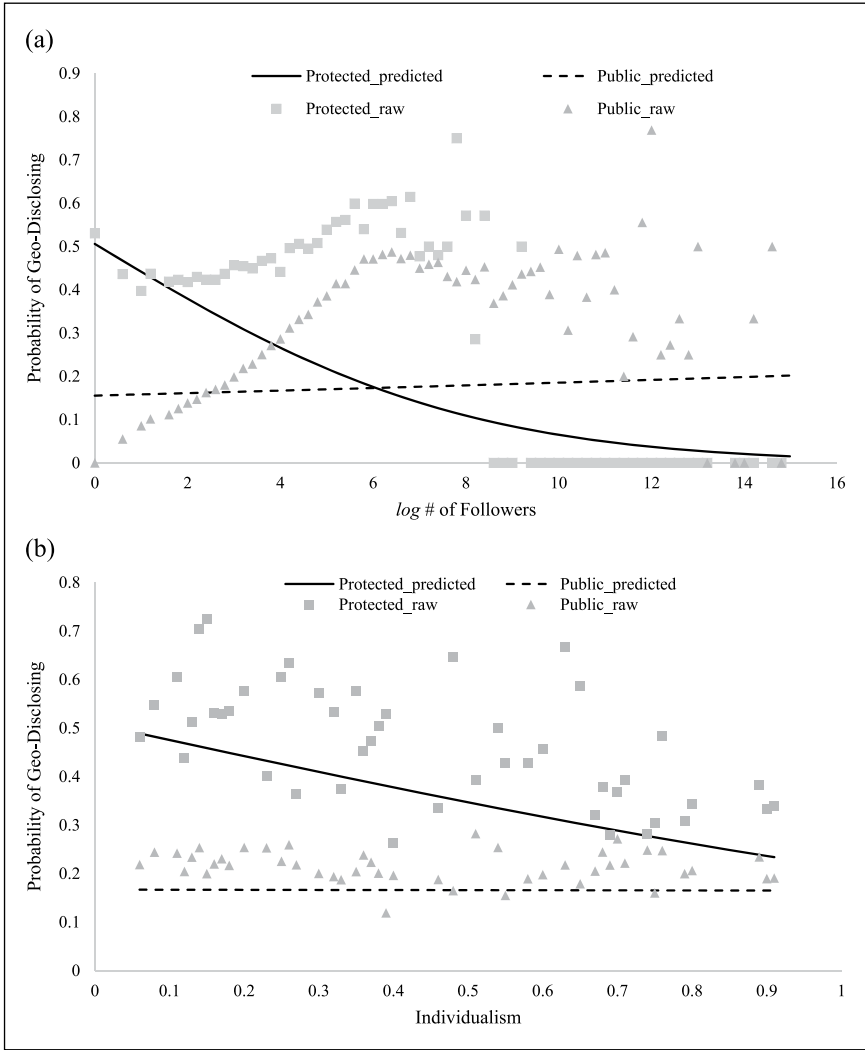 (a)
Protected_predicted
Public_predicted
Protected_raw
Public_raw
Probability of Geo-Disclosing
0.9
0.8
0.7
0.6
0.5
0.4
0.3
0.2
0.1
0
0 2 4 6 8 10 12 14 16
log # of Followers
(b)
Protected_predicted
Public_predicted
Protected_raw
Public_raw
Probability of Geo-Disclosing
0.8
0.7
0.6
0.5
0.4
0.3
0.2
0.1
0
0 0.1 0.2 0.3 0.4 0.5 0.6 0.7 0.8 0.9 1
Individualism